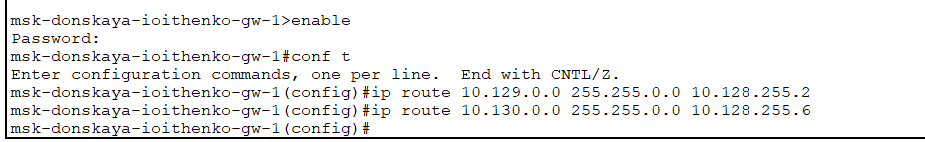 msk-donskaya-ioithenko-gw-1>enable
Password:
msk-donskaya-ioithenko-gw-1#conf t
Enter configuration commands, one per line.  End with CNTL/Z.
msk-donskaya-ioithenko-gw-1(config)#ip route 10.129.0.0 255.255.0.0 10.128.255.2
msk-donskaya-ioithenko-gw-1(config)#ip route 10.130.0.0 255.255.0.0 10.128.255.6
msk-donskaya-ioithenko-gw-1(config)#